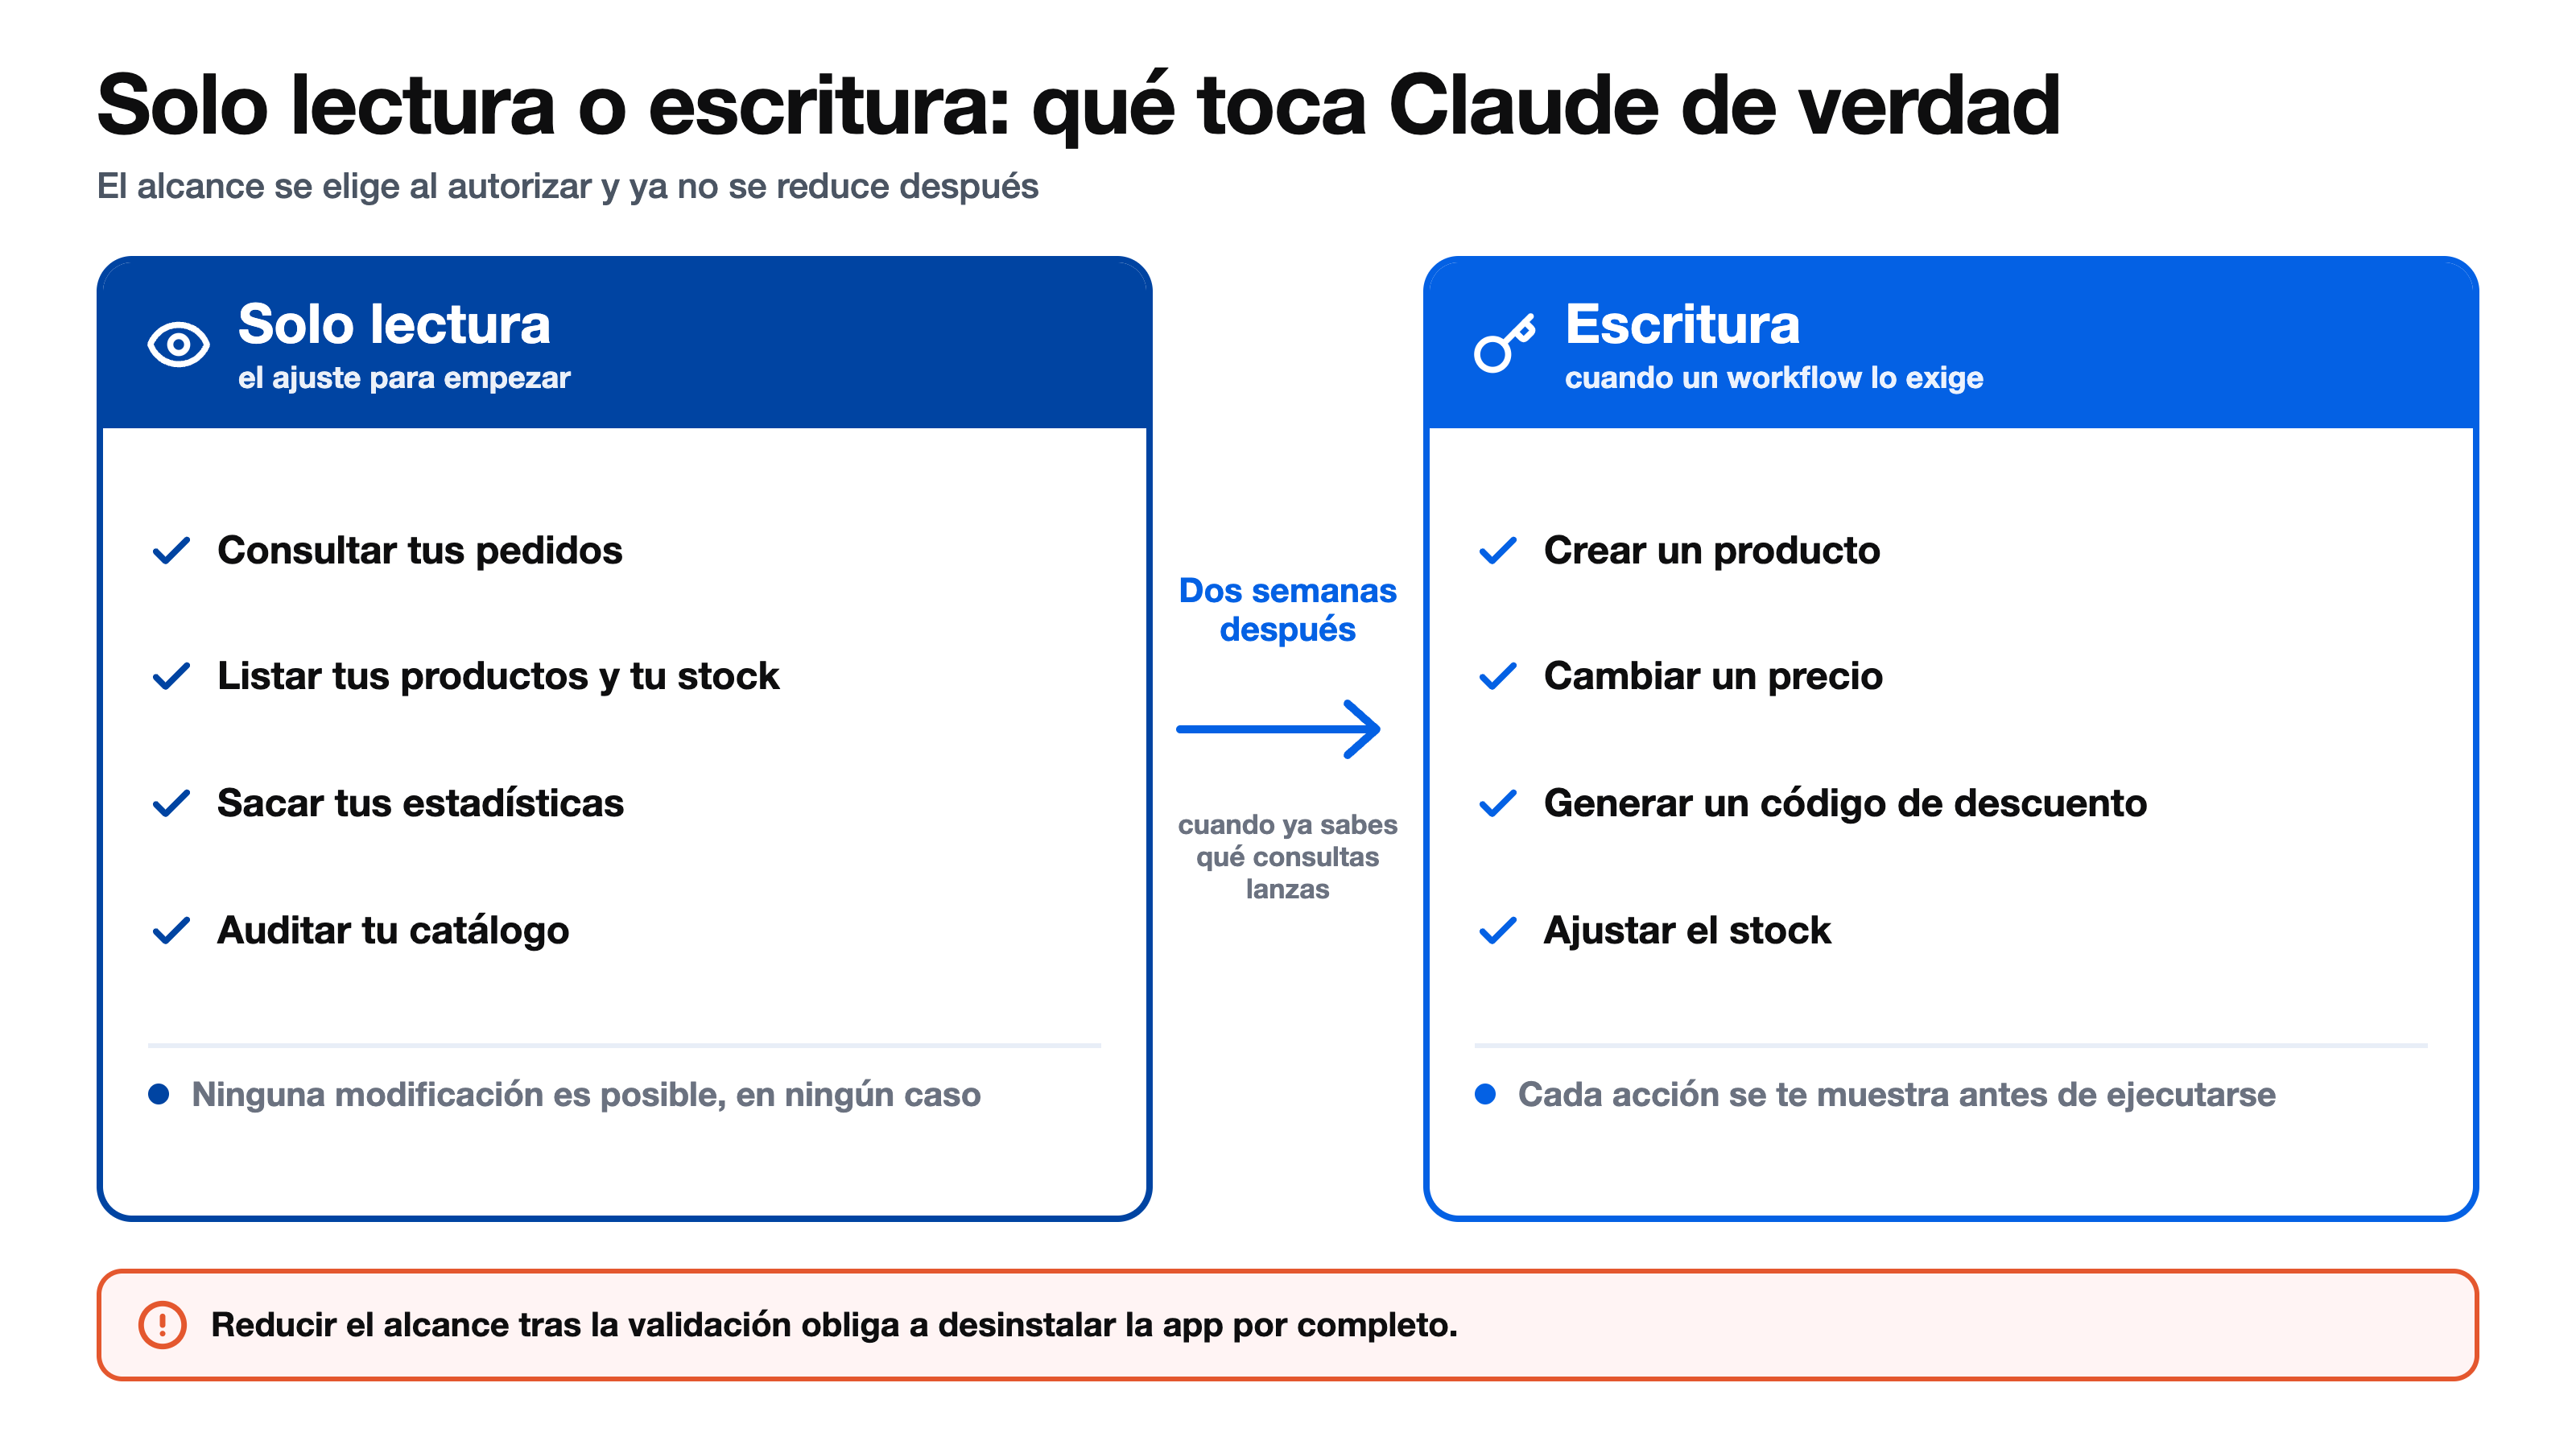 Solo lectura o escritura: qué toca Claude de verdad
El alcance se elige al autorizar y ya no se reduce después
Solo lectura
el ajuste para empezar
Consultar tus pedidos
Listar tus productos y tu stock
Sacar tus estadísticas
Auditar tu catálogo
Ninguna modificación es posible, en ningún caso
Dos semanas
después
cuando ya sabes
qué consultas
lanzas
Escritura
cuando un workflow lo exige
Crear un producto
Cambiar un precio
Generar un código de descuento
Ajustar el stock
Cada acción se te muestra antes de ejecutarse
Reducir el alcance tras la validación obliga a desinstalar la app por completo.